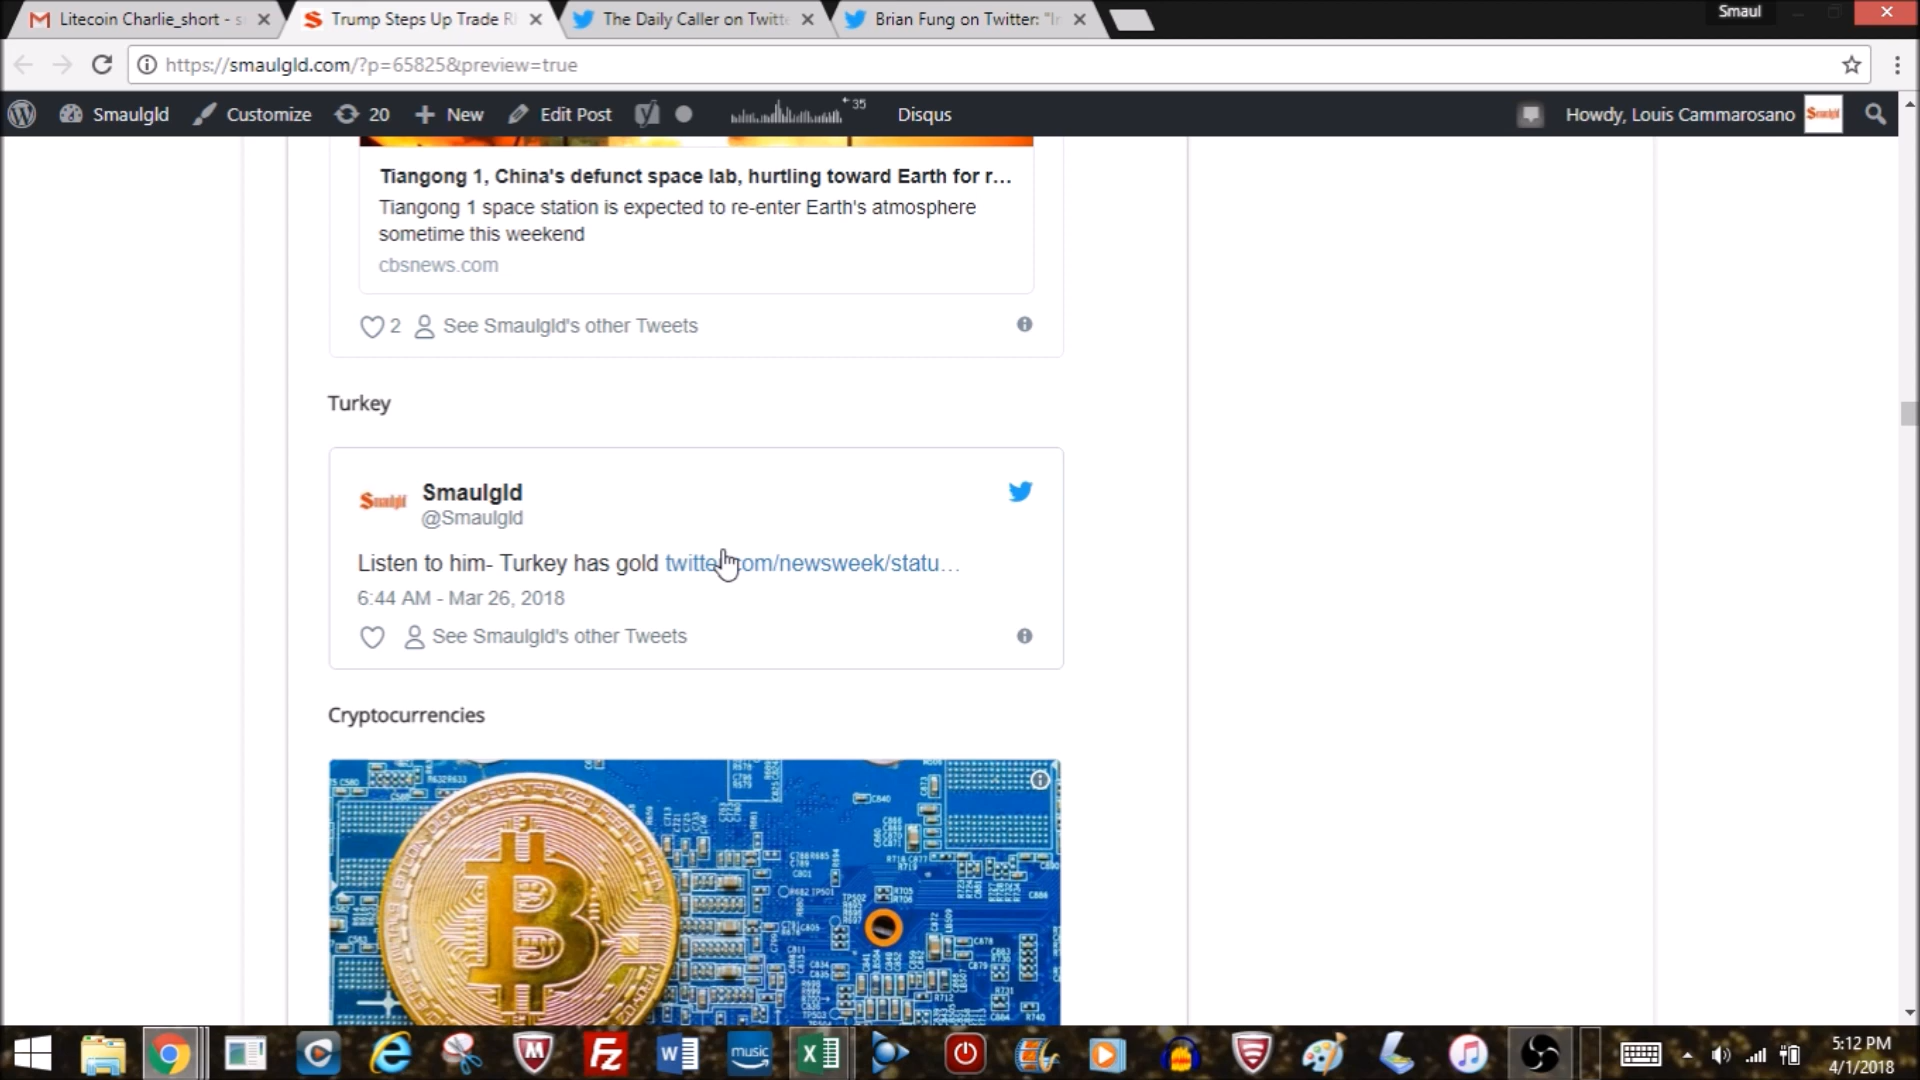 Litecoin Charlie_short - s
Trump Steps Up Trade R
The Daily Caller on Twitt
Brian Fung on Twitter: "I
Smaul
https://smaulgld.com/?p=65825&preview=true
Smaulgld
Customize
20
New
Edit Post
35
Disqus
Howdy, Louis Cammarosano
Tiangong 1, China's defunct space lab, hurtling toward Earth for r...
Tiangong 1 space station is expected to re-enter Earth's atmosphere
sometime this weekend
cbsnews.com
2 See Smaulgld's other Tweets
Turkey
Smaulgld
@Smaulgld
Listen to him- Turkey has gold twitter.com/newsweek/statu...
6:44 AM - Mar 26, 2018
See Smaulgld's other Tweets
Cryptocurrencies
music
5:12 PM
4/1/2018